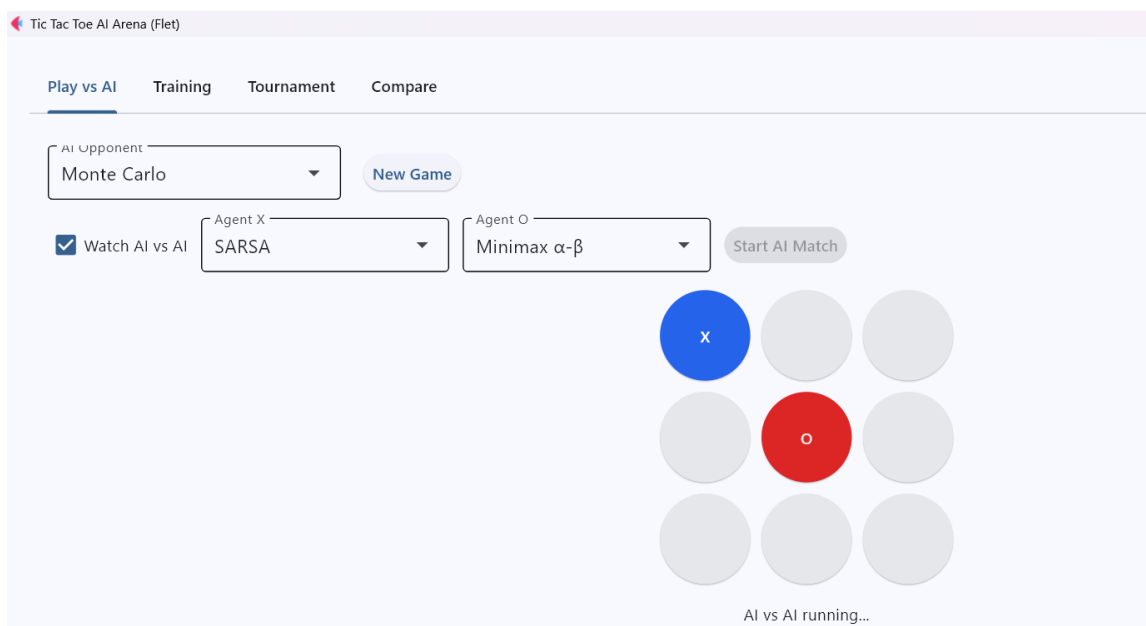 Tic Tac Toe AI Arena (Flet)
Play vs AI Training Tournament Compare
AI Opponent
Monte Carlo New Game
Agent X Agent O
Watch AI vs AI SARSA Minimax α-β Start AI Match
X
O
AI vs AI running...